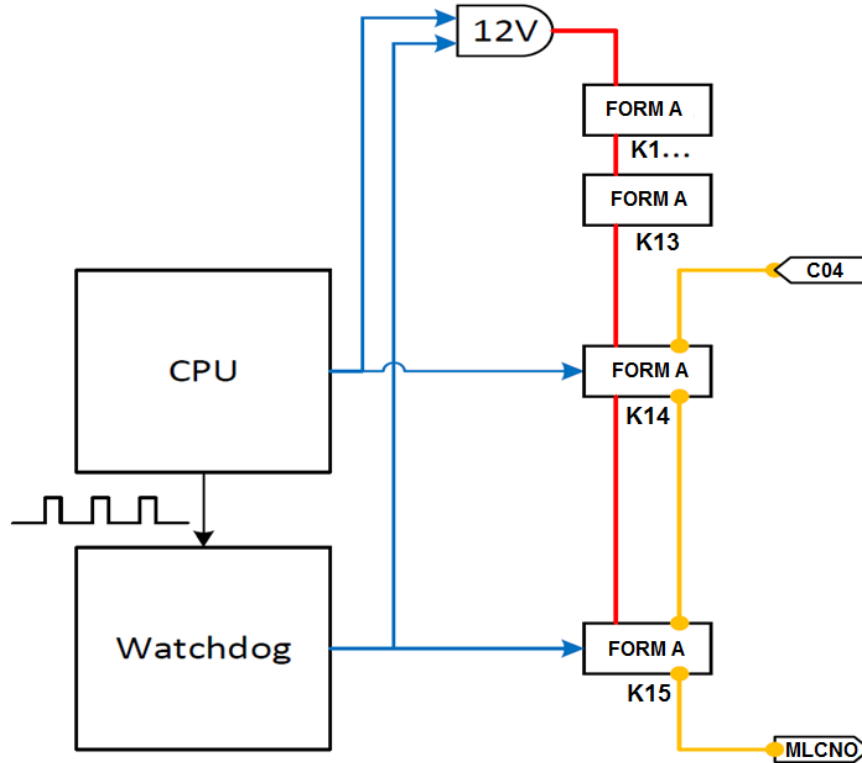 12V
FORM A
K1...
FORM A
K13
C04
CPU
FORM A
K14
Watchdog
FORM A
K15
MLCNO